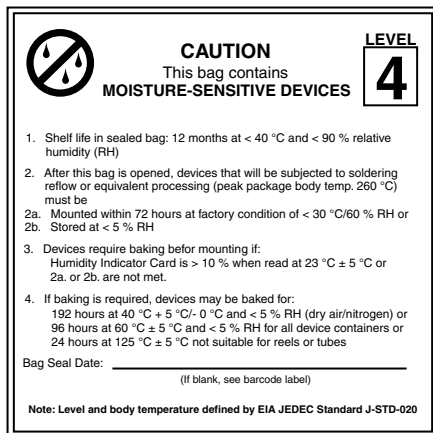 CAUTION
This bag contains
MOISTURE-SENSITIVE DEVICES
LEVEL
4
1. Shelf life in sealed bag: 12 months at < 40 °C and < 90 % relative
humidity (RH)
2. After this bag is opened, devices that will be subjected to soldering
reflow or equivalent processing (peak package body temp. 260 °C)
must be
2a. Mounted within 72 hours at factory condition of < 30 °C/60 % RH or
2b. Stored at < 5 % RH
3. Devices require baking befor mounting if:
Humidity Indicator Card is > 10 % when read at 23 °C ± 5 °C or
2a. or 2b. are not met.
4. If baking is required, devices may be baked for:
192 hours at 40 °C + 5 °C/- 0 °C and < 5 % RH (dry air/nitrogen) or
96 hours at 60 °C ± 5 °C and < 5 % RH for all device containers or
24 hours at 125 °C ± 5 °C not suitable for reels or tubes
Bag Seal Date:
(If blank, see barcode label)
Note: Level and body temperature defined by EIA JEDEC Standard J-STD-020